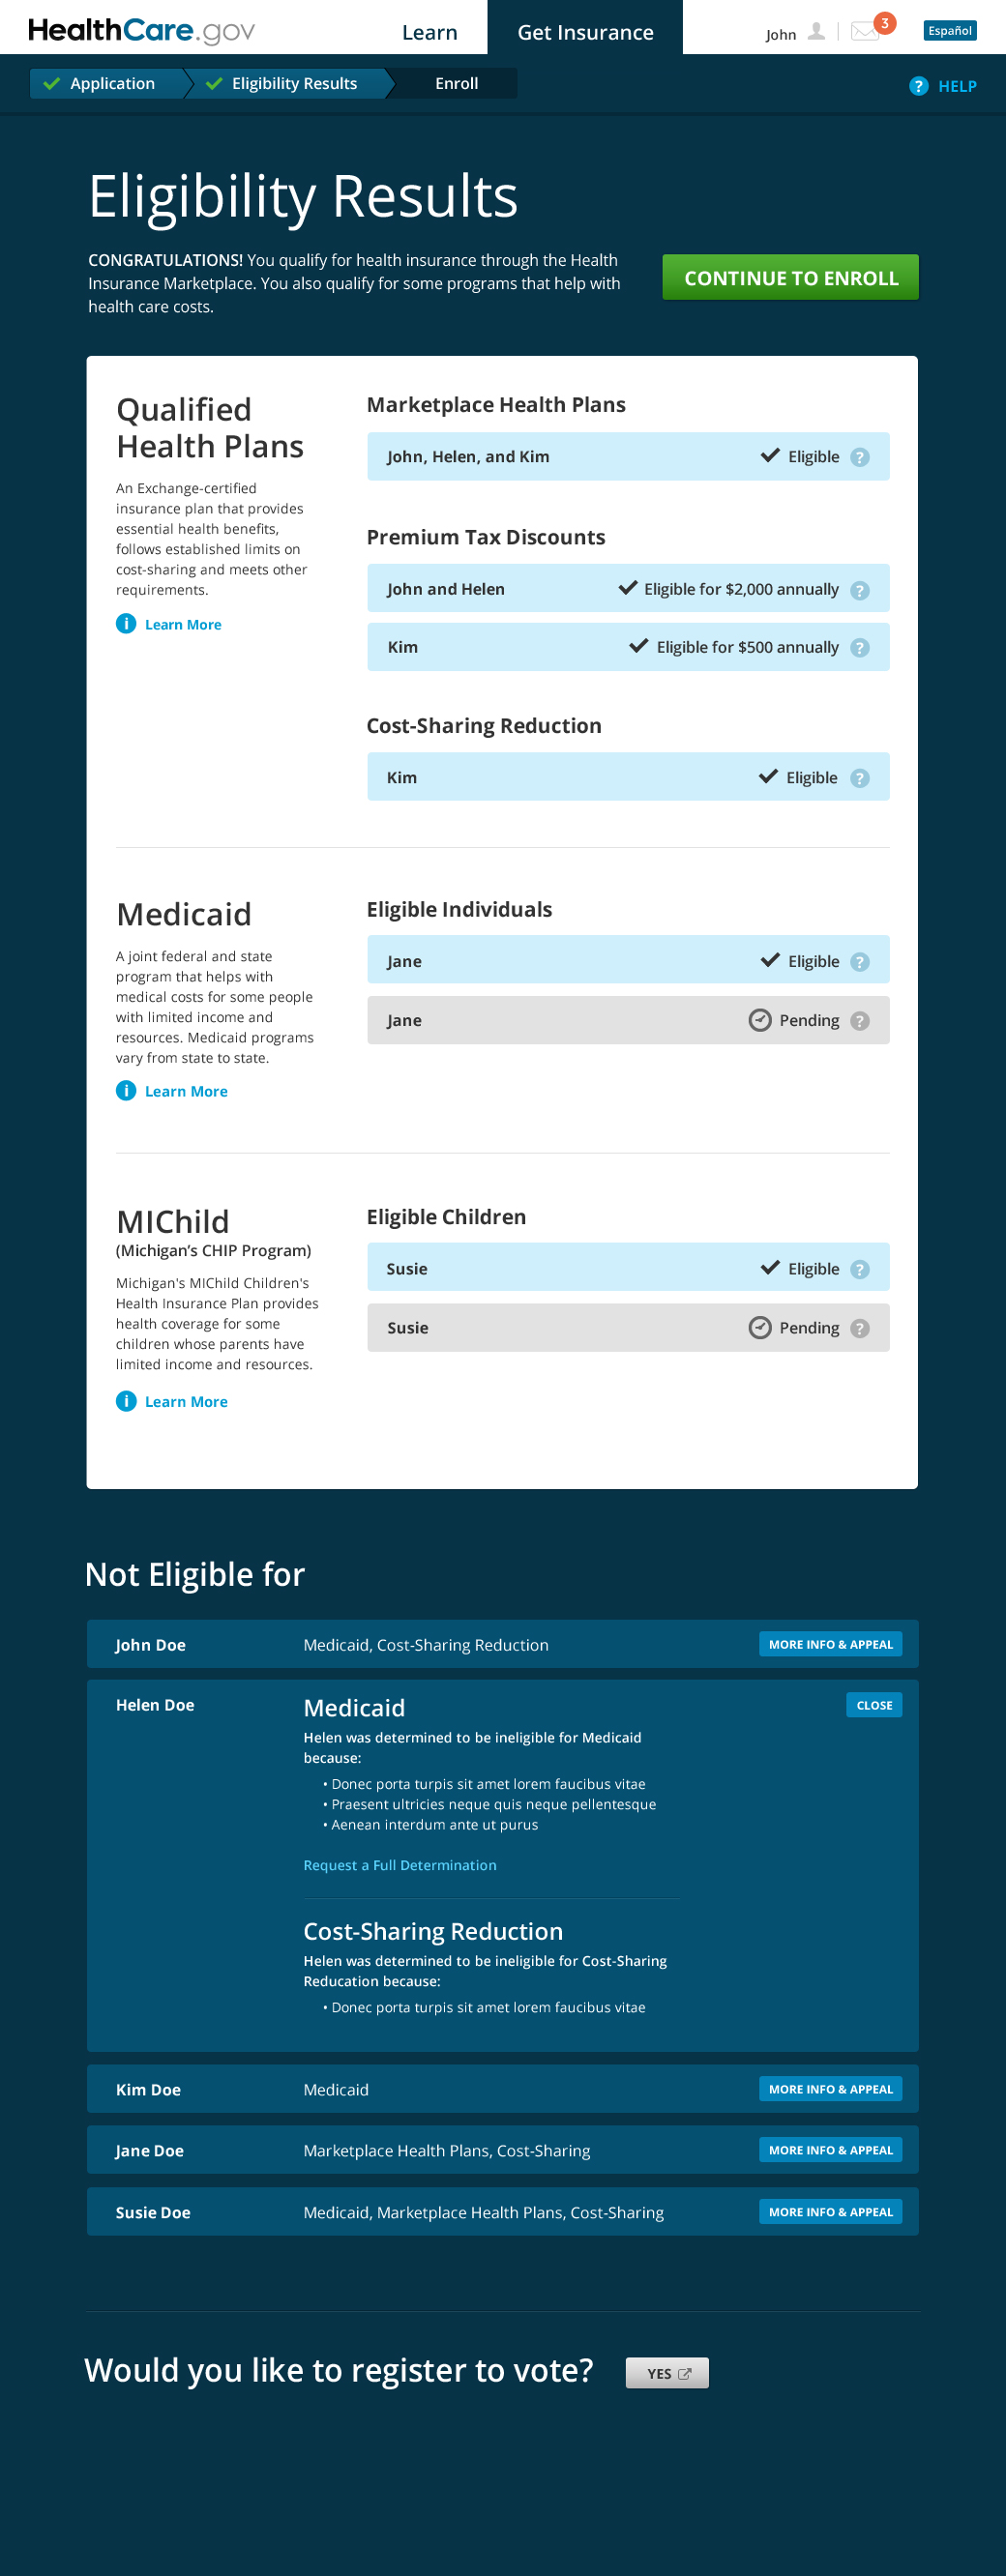 HealthCare.gov
Learn
Get Insurance
John
3
Español
Application
Eligibility Results
Enroll
? HELP
Eligibility Results
CONGRATULATIONS! You qualify for health insurance through the Health
Insurance Marketplace. You also qualify for some programs that help with
health care costs.
CONTINUE TO ENROLL
Qualified
Health Plans
An Exchange-certified
insurance plan that provides
essential health benefits,
follows established limits on
cost-sharing and meets other
requirements.
i Learn More
Marketplace Health Plans
John, Helen, and Kim Eligible ?
Premium Tax Discounts
John and Helen Eligible for $2,000 annually ?
Kim Eligible for $500 annually ?
Cost-Sharing Reduction
Kim Eligible ?
Medicaid
A joint federal and state
program that helps with
medical costs for some people
with limited income and
resources. Medicaid programs
vary from state to state.
i Learn More
Eligible Individuals
Jane Eligible ?
Jane Pending ?
MIChild
(Michigan’s CHIP Program)
Michigan's MIChild Children's
Health Insurance Plan provides
health coverage for some
children whose parents have
limited income and resources.
i Learn More
Eligible Children
Susie Eligible ?
Susie Pending ?
Not Eligible for
John Doe Medicaid, Cost-Sharing Reduction MORE INFO & APPEAL
Helen Doe Medicaid CLOSE
Helen was determined to be ineligible for Medicaid
because:
• Donec porta turpis sit amet lorem faucibus vitae
• Praesent ultricies neque quis neque pellentesque
• Aenean interdum ante ut purus
Request a Full Determination
Cost-Sharing Reduction
Helen was determined to be ineligible for Cost-Sharing
Reducation because:
• Donec porta turpis sit amet lorem faucibus vitae
Kim Doe Medicaid MORE INFO & APPEAL
Jane Doe Marketplace Health Plans, Cost-Sharing MORE INFO & APPEAL
Susie Doe Medicaid, Marketplace Health Plans, Cost-Sharing MORE INFO & APPEAL
Would you like to register to vote? YES